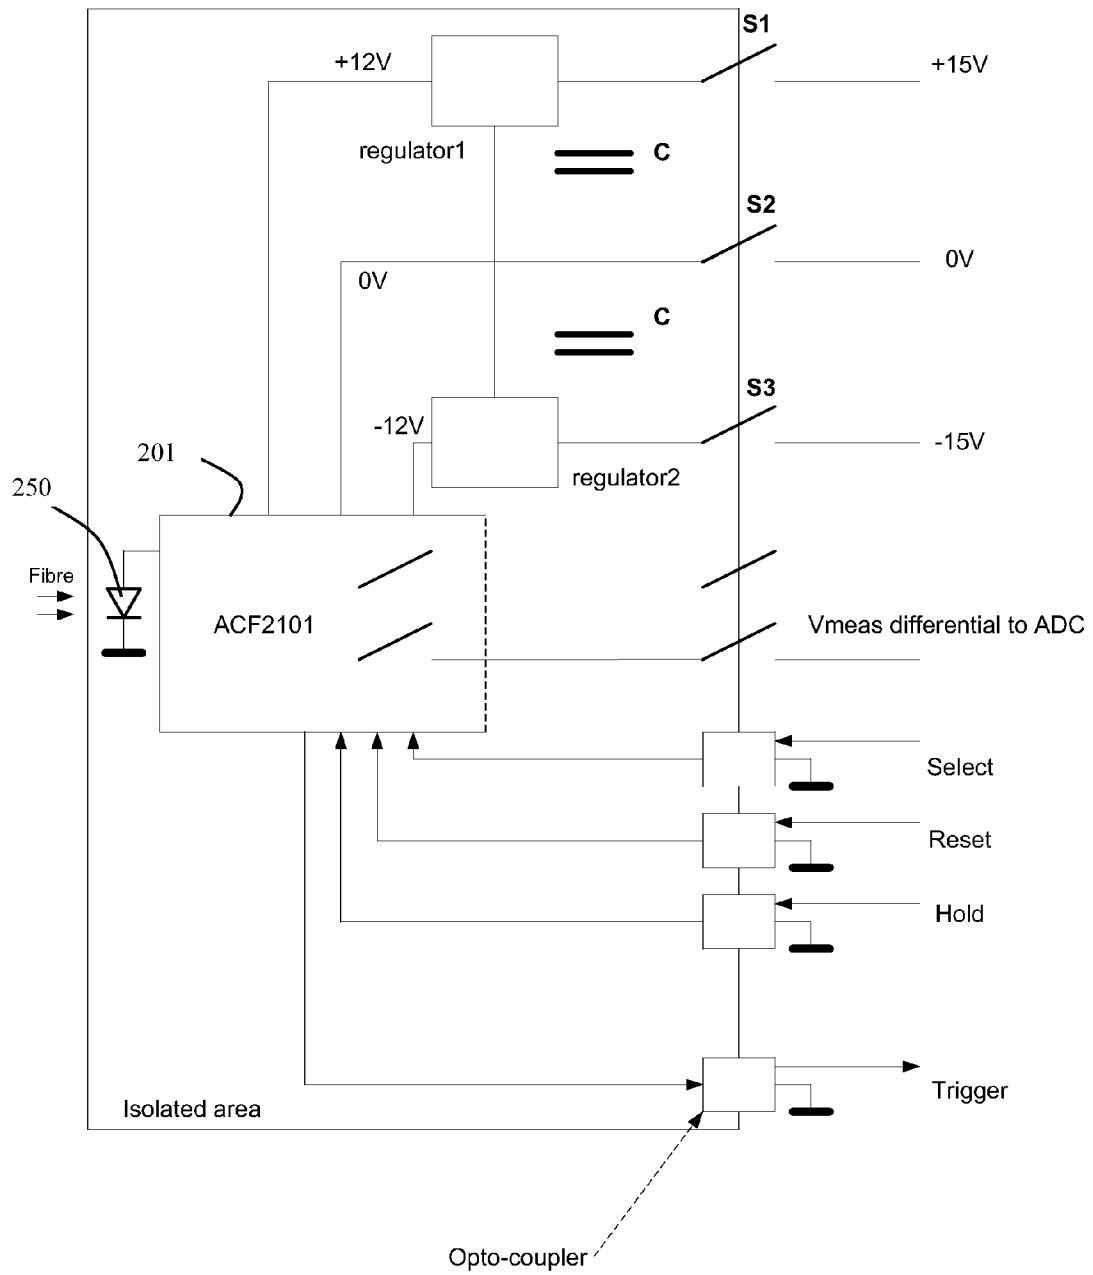 S1
+12V
+15V
regulator1
C
S2
0V
0V
C
S3
-12V
-15V
201
regulator2
250
Fibre
ACF2101
Vmeas differential to ADC
Select
Reset
Hold
Trigger
Isolated area
Opto-coupler